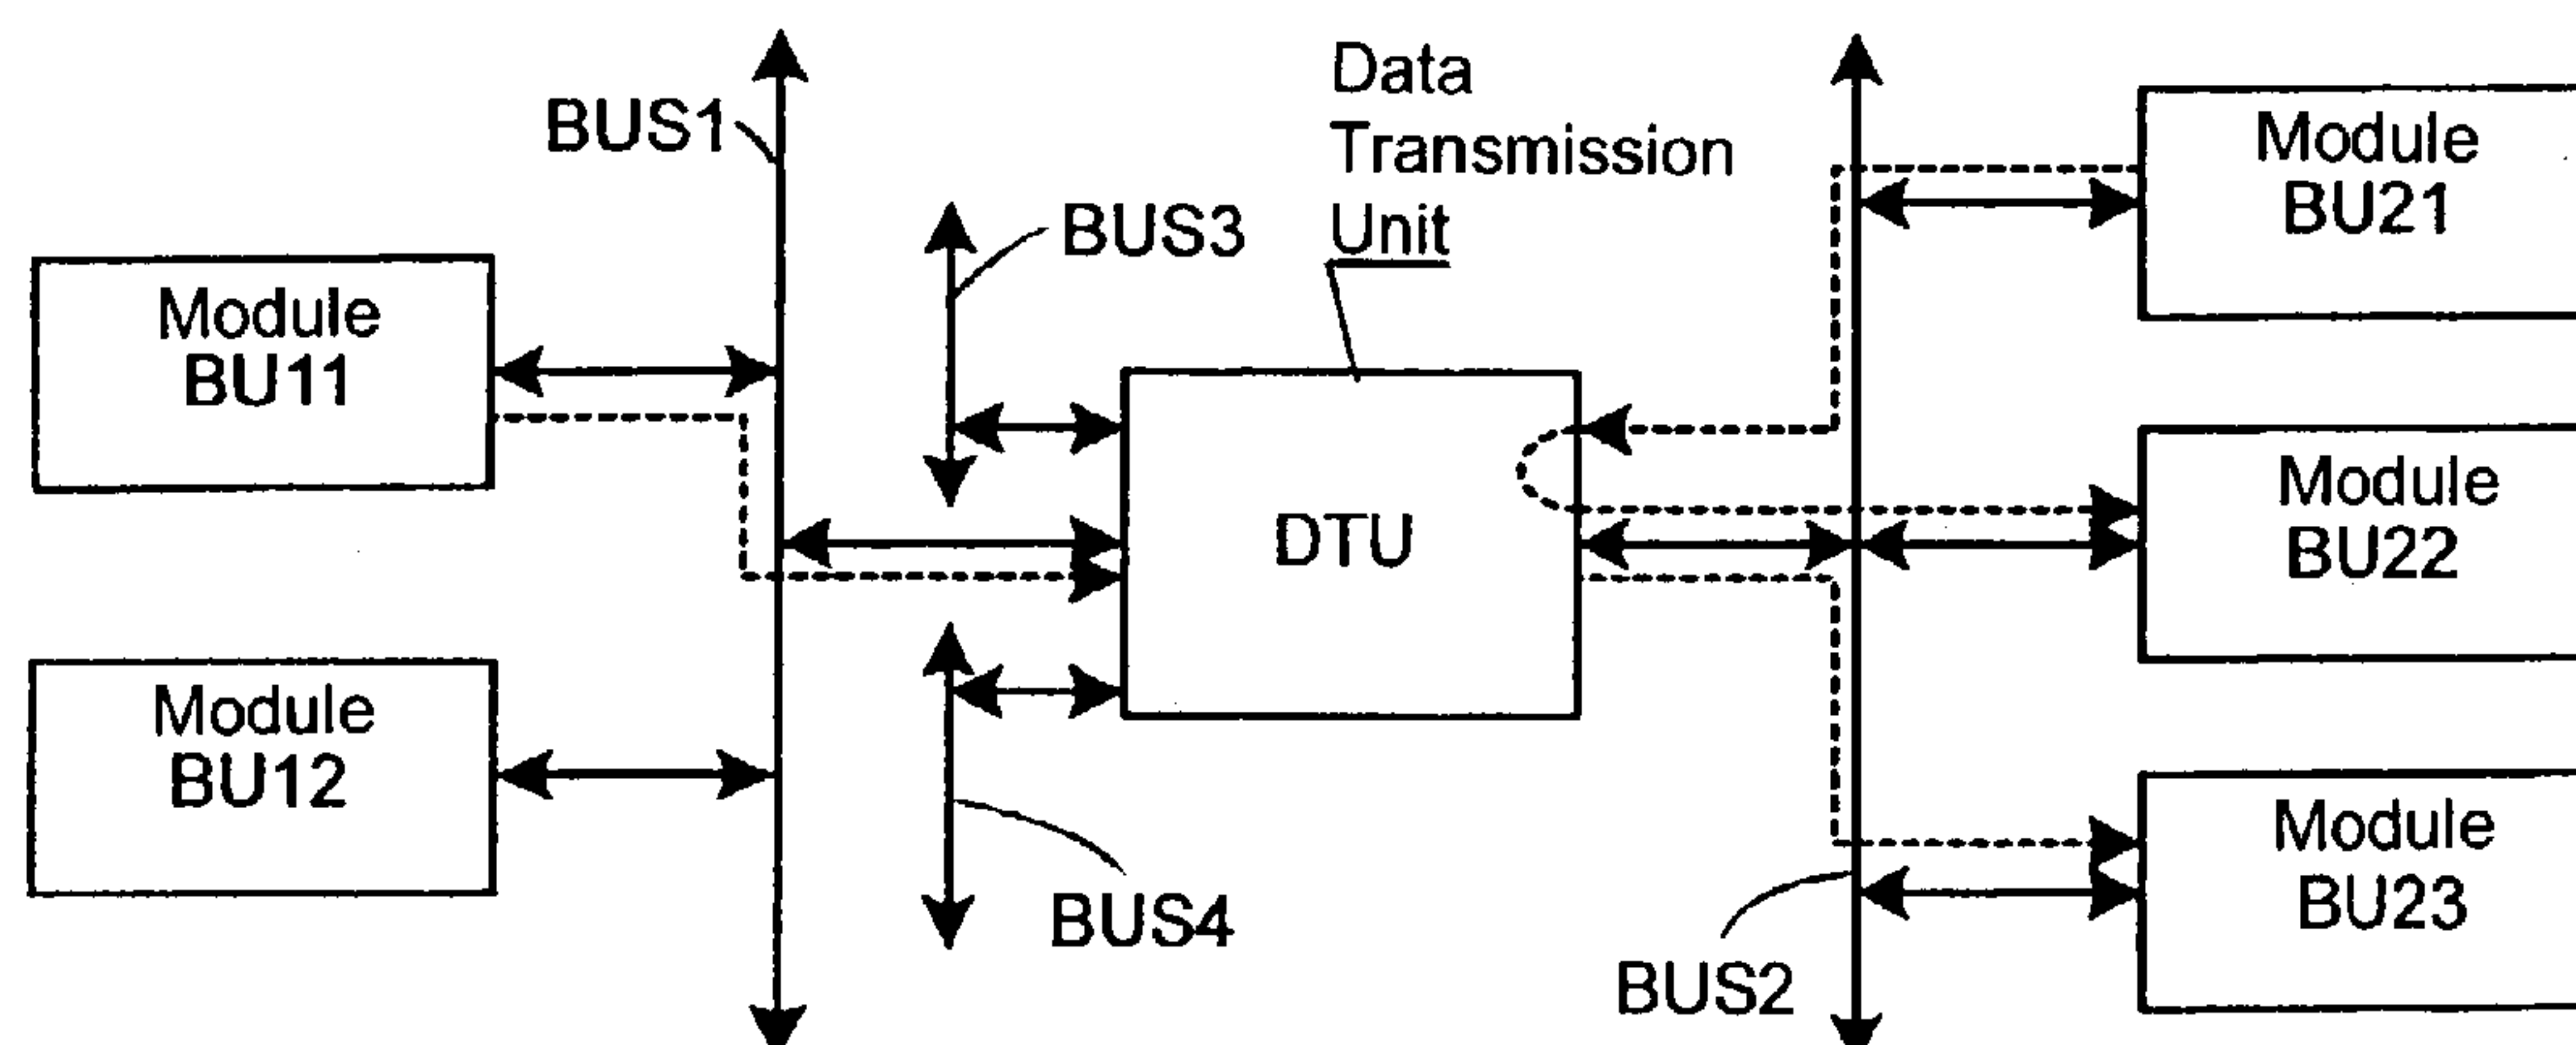 BUS1
Data
Transmission
Unit
BUS3
Module
BU11
Module
BU12
DTU
BUS4
BUS2
Module
BU21
Module
BU22
Module
BU23